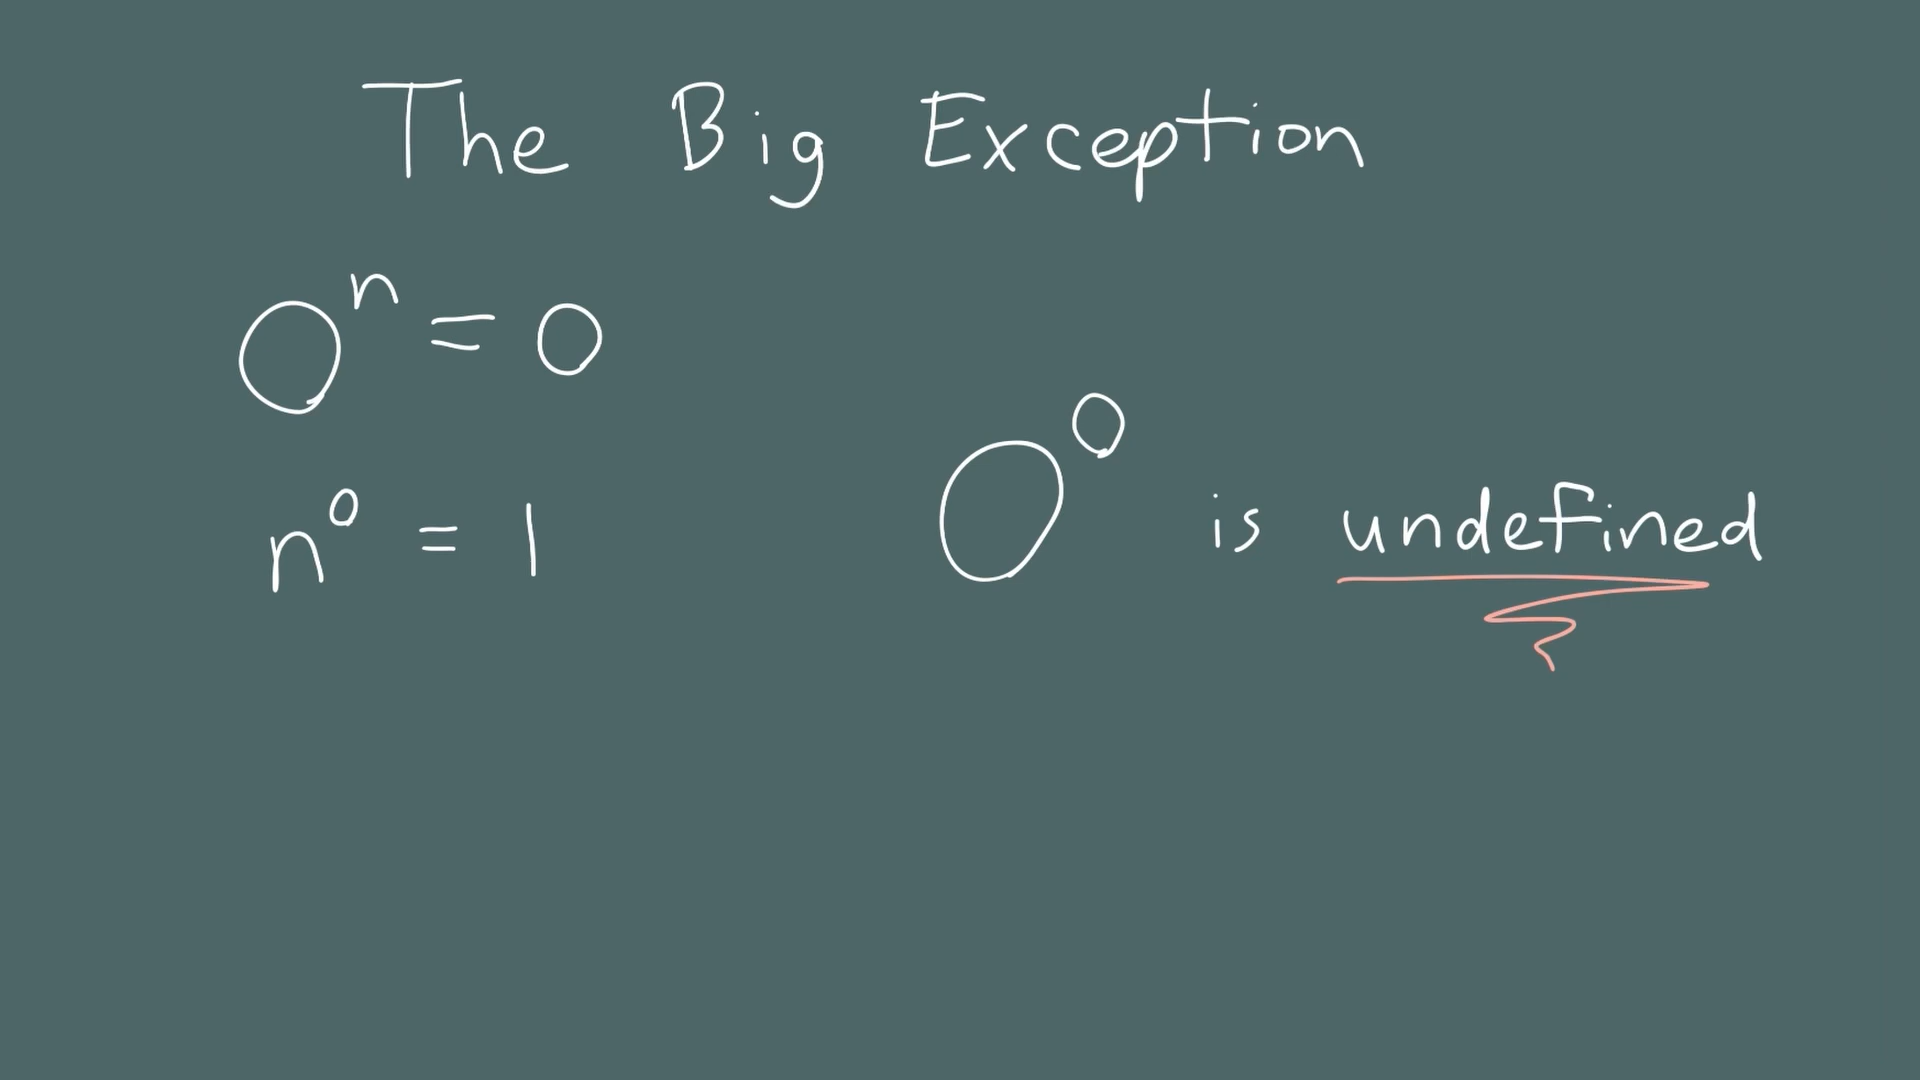 The Big Exception
0ⁿ = 0
n⁰ = 1
0⁰ is undefined